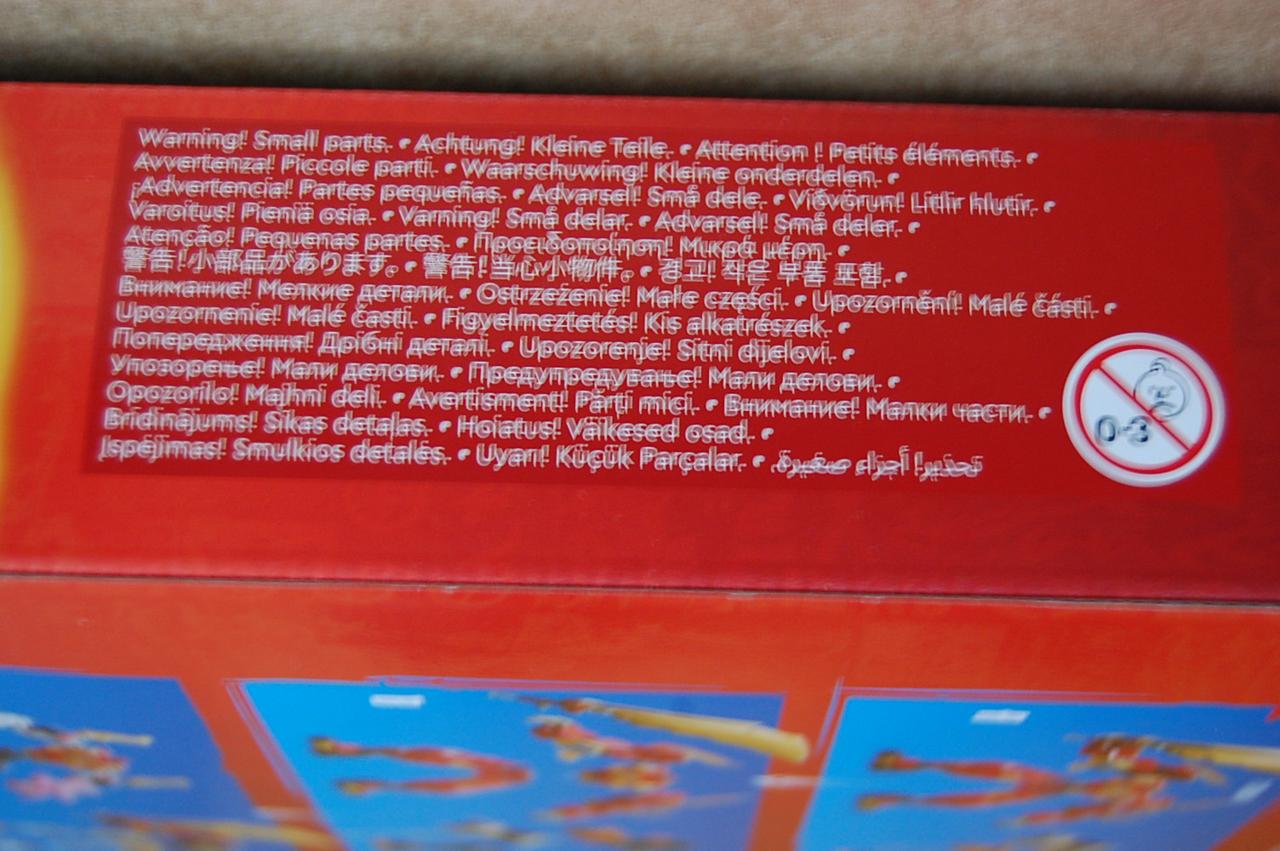 Warning! Small parts. • Achtung! Kleine Teile. • Attention ! Petits éléments. •
Avvertenza! Piccole parti. • Waarschuwing! Kleine onderdelen. •
¡Advertencia! Partes pequeñas. • Advarsel! Små dele. • Viðvörun! Litlir hlutir. •
Varoitus! Pieniä osia. • Varning! Små delar. • Advarsel! Små deler. •
Atenção! Pequenas partes. • Προειδοποίηση! Μικρά μέρη. •
警告!小部品があります。 • 警告!当心小物件。 • 경고! 작은 부품 포함. •
Внимание! Мелкие детали. • Ostrzeżenie! Małe części. • Upozornění! Malé části. •
Upozornenie! Malé časti. • Figyelmeztetés! Kis alkatrészek. •
Попередження! Дрібні деталі. • Upozorenje! Sitni dijelovi. •
Упозорење! Мали делови. • Предупредување! Мали делови. •
Opozorilo! Majhni deli. • Avertisment! Părți mici. • Внимание! Малки части. •
Brīdinājums! Sīkas detaļas. • Hoiatus! Väikesed osad. •
Įspėjimas! Smulkios detalės. • Uyarı! Küçük Parçalar. • تحذير! أجزاء صغيرة.
0-3